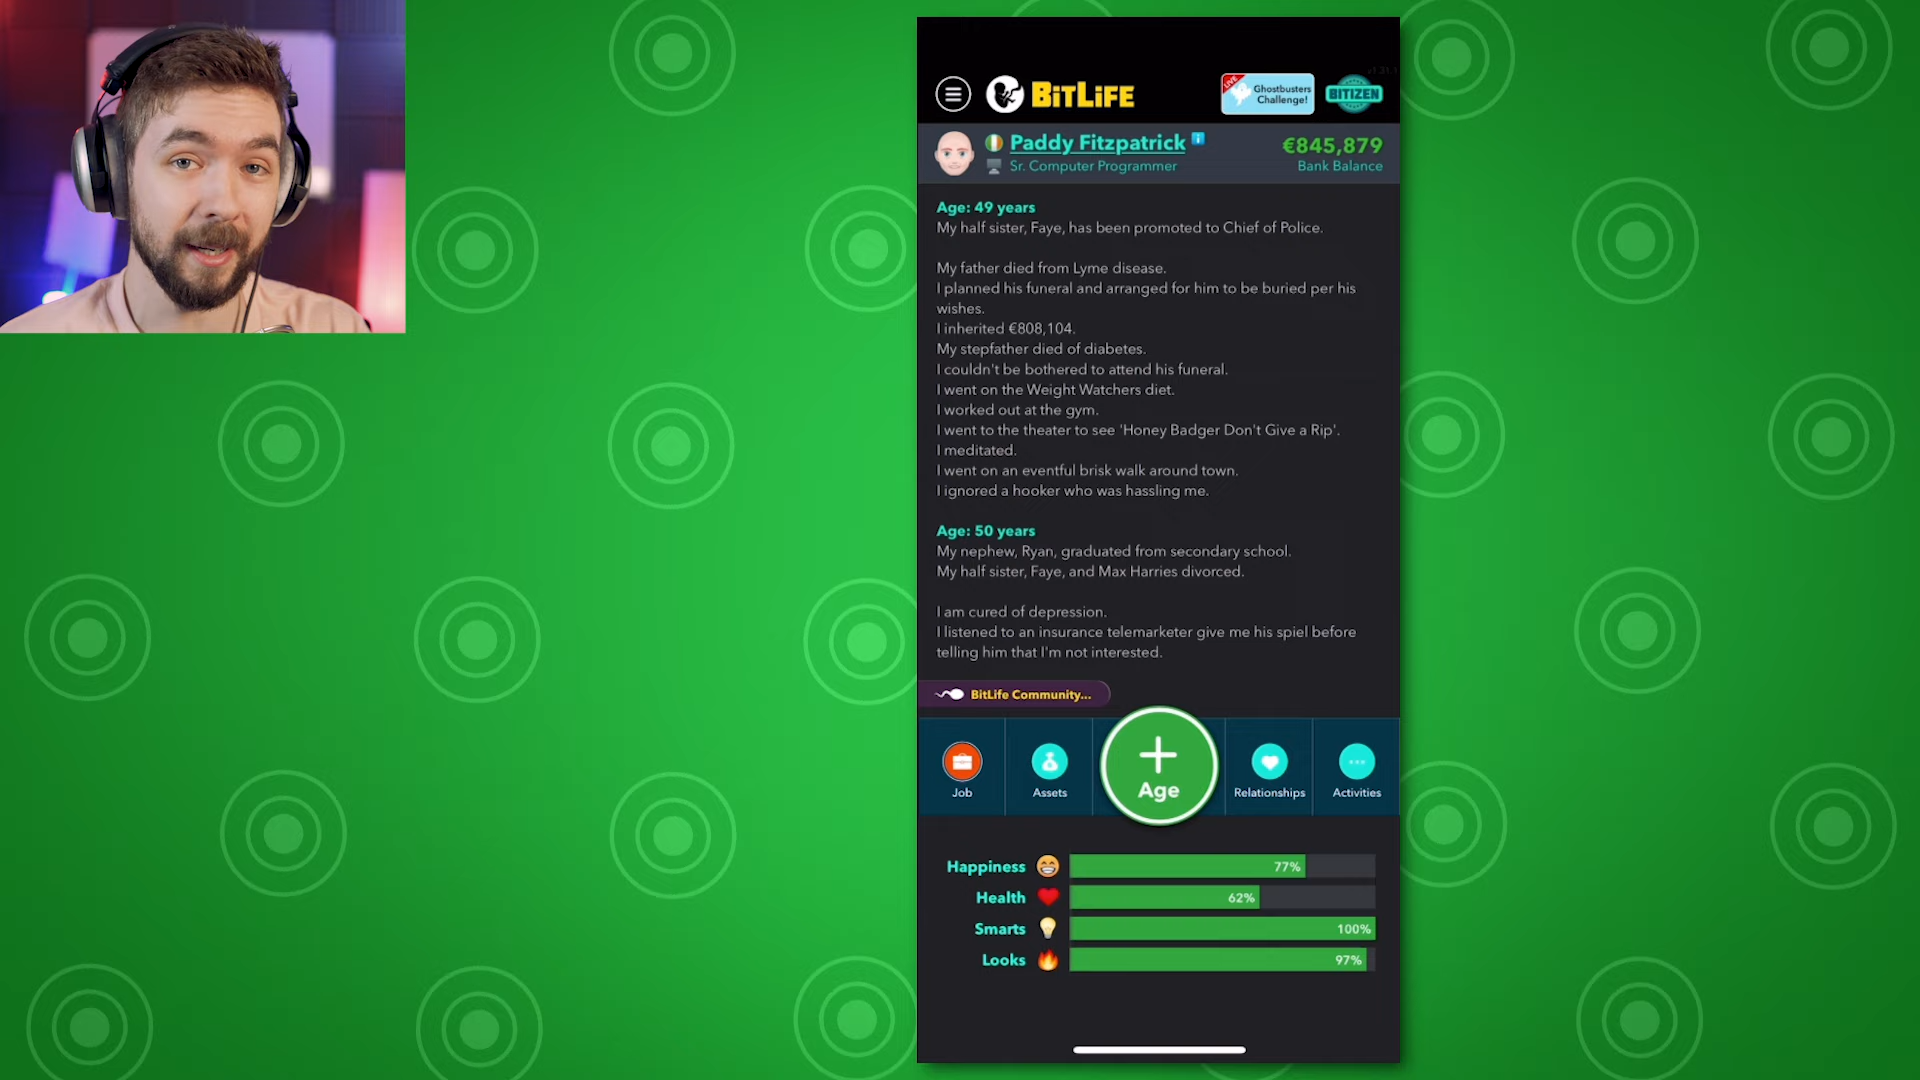 v1.31.1
BitLife
LIVE
Ghostbusters
Challenge!
BITIZEN
Paddy Fitzpatrick
€845,879
Sr. Computer Programmer
Bank Balance
Age: 49 years
My half sister, Faye, has been promoted to Chief of Police.
My father died from Lyme disease.
I planned his funeral and arranged for him to be buried per his
wishes.
I inherited €808,104.
My stepfather died of diabetes.
I couldn't be bothered to attend his funeral.
I went on the Weight Watchers diet.
I worked out at the gym.
I went to the theater to see 'Honey Badger Don't Give a Rip'.
I meditated.
I went on an eventful brisk walk around town.
I ignored a hooker who was hassling me.
Age: 50 years
My nephew, Ryan, graduated from secondary school.
My half sister, Faye, and Max Harries divorced.
I am cured of depression.
I listened to an insurance telemarketer give me his spiel before
telling him that I'm not interested.
BitLife Community...
Job
Assets
Age
Relationships
Activities
Happiness 77%
Health 62%
Smarts 100%
Looks 97%